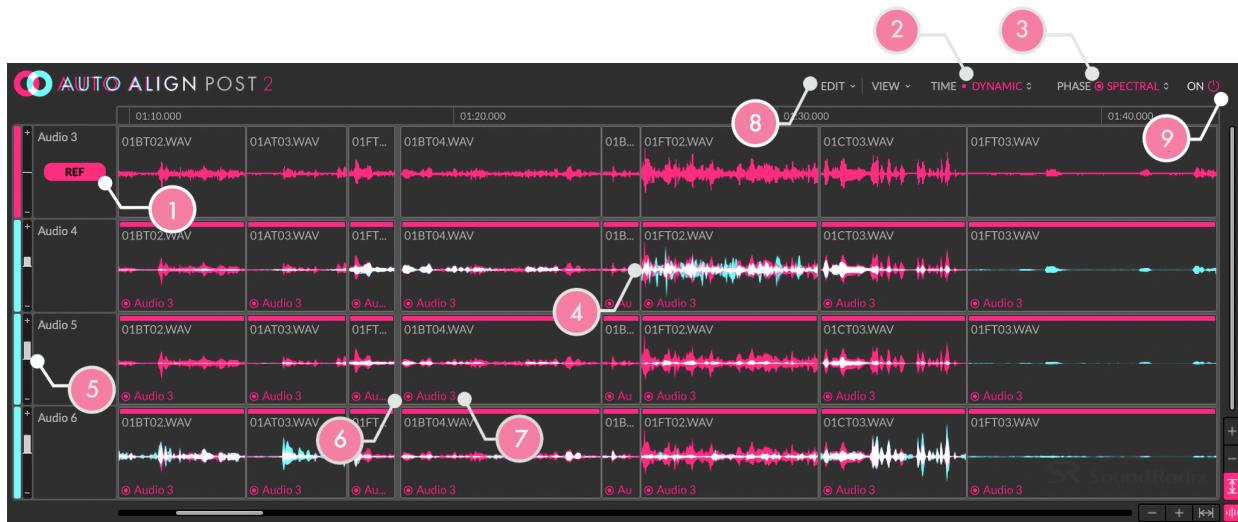 2
3
AUTO ALIGN POST 2
EDIT
VIEW
TIME DYNAMIC
PHASE SPECTRAL
ON
8
9
01:10.000
01:20.000
01:30.000
01:40.000
Audio 3
REF
1
01BT02.WAV
01AT03.WAV
01FT...
01BT04.WAV
01B...
01FT02.WAV
01CT03.WAV
01FT03.WAV
Audio 4
01BT02.WAV
01AT03.WAV
01FT...
01BT04.WAV
01B...
01FT02.WAV
01CT03.WAV
01FT03.WAV
4
Audio 3
Audio 3
Au...
Audio 3
Au
Audio 3
Audio 3
Audio 3
Audio 5
01BT02.WAV
01AT03.WAV
01FT...
01BT04.WAV
01B...
01FT02.WAV
01CT03.WAV
01FT03.WAV
5
Audio 3
Audio 3
Au...
Audio 3
Au
Audio 3
Audio 3
Audio 3
Audio 6
01BT02.WAV
01AT03.WAV
01FT...
01BT04.WAV
01B...
01FT02.WAV
01CT03.WAV
01FT03.WAV
6
7
Audio 3
Audio 3
Au...
Audio 3
Au
Audio 3
Audio 3
Audio 3
SR SoundRadix